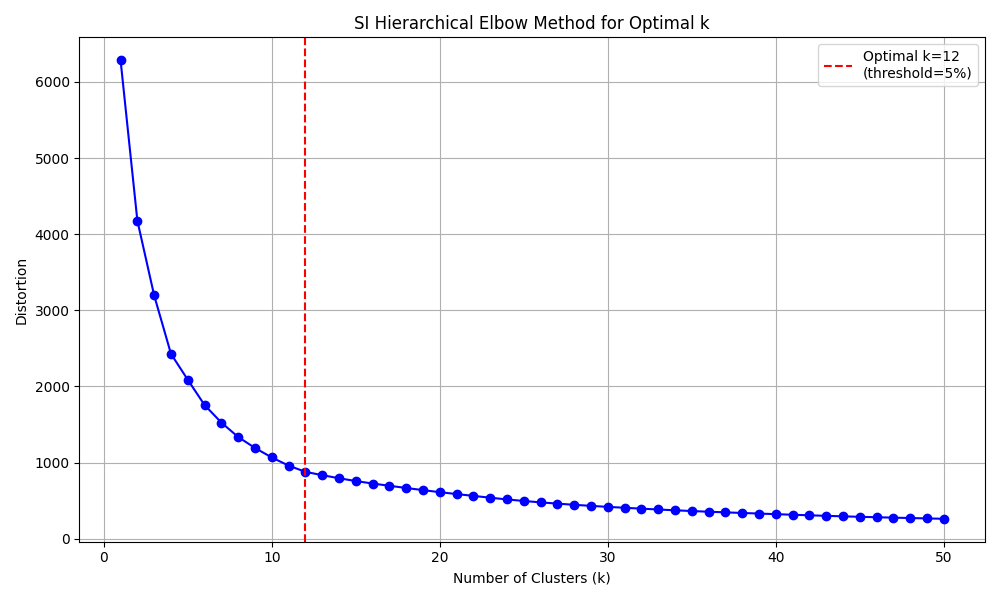 SI Hierarchical Elbow Method for Optimal k
Optimal k=12
(threshold=5%)
Distortion
6000
5000
4000
3000
2000
1000
0
0 10 20 30 40 50
Number of Clusters (k)